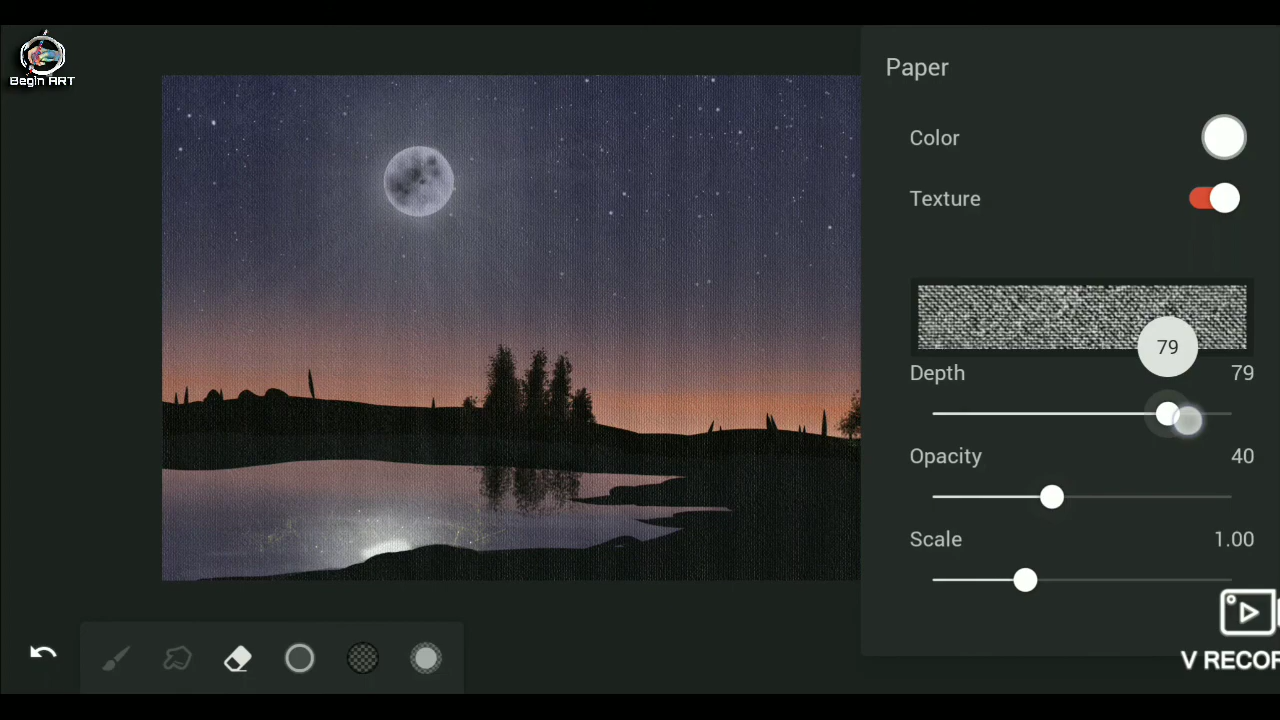 Begin ART
Paper
Color
Texture
79
Depth 79
Opacity 40
Scale 1.00
V RECOR